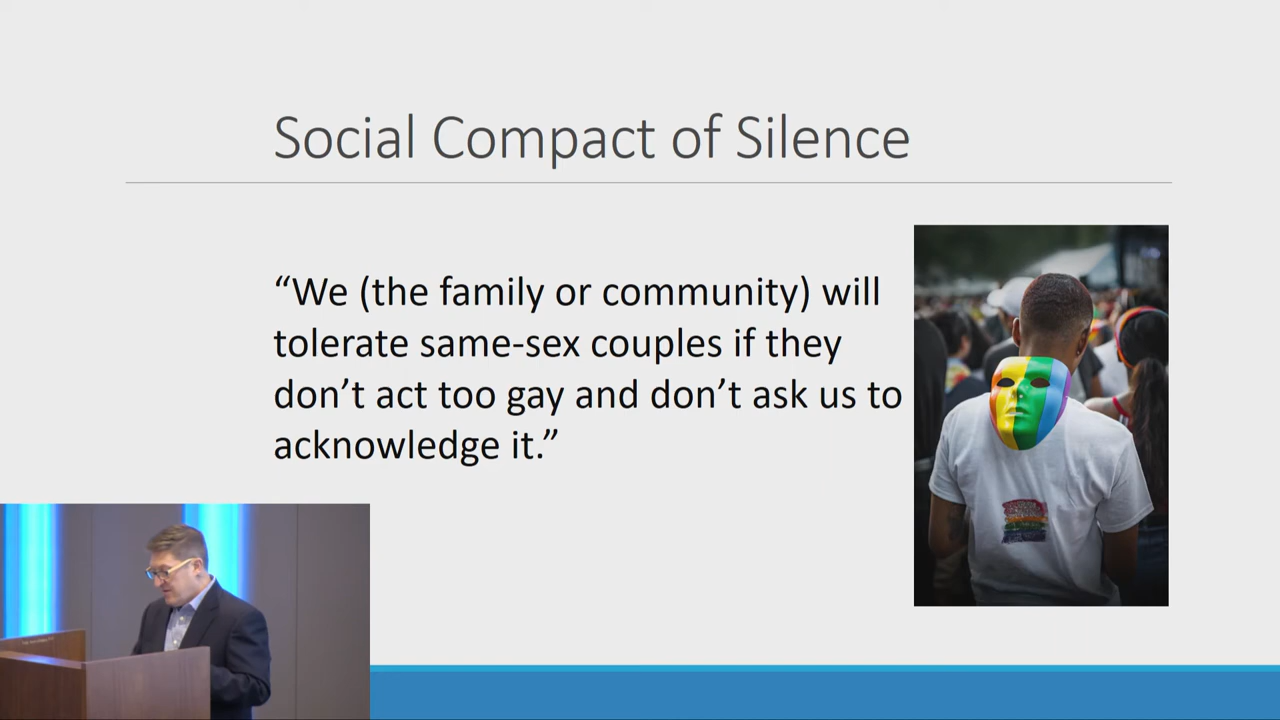 Social Compact of Silence
“We (the family or community) will
tolerate same-sex couples if they
don’t act too gay and don’t ask us to
acknowledge it.”